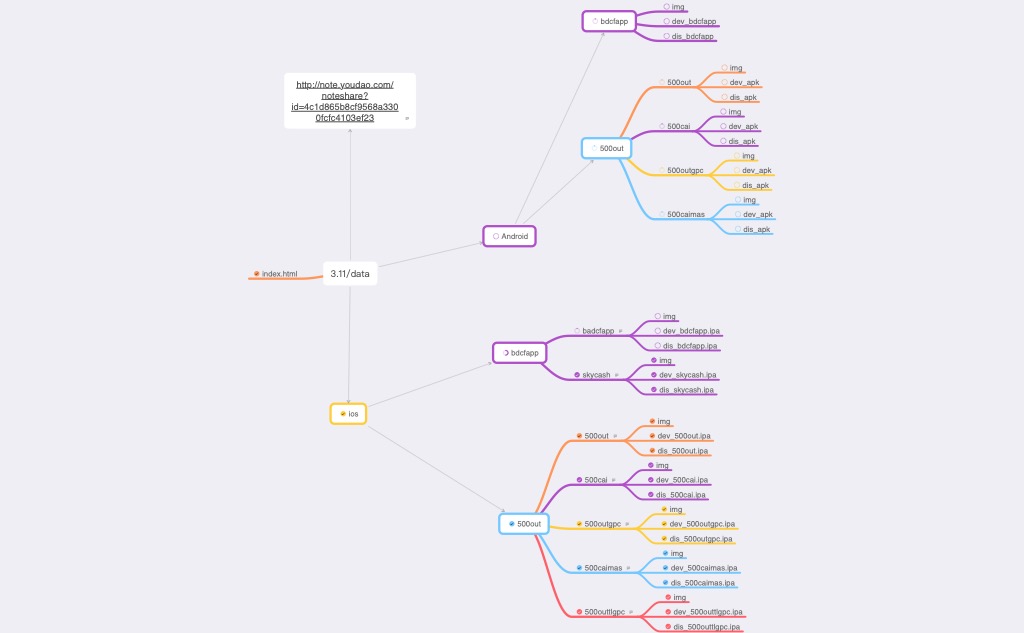 bdcfapp
img
dev_bdcfapp
dis_bdcfapp
http://note.youdao.com/
noteshare?
id=4c1d865b8cf9568a330
0fcfc4103ef23
500out
500out
img
dev_apk
dis_apk
500cai
img
dev_apk
dis_apk
500outgpc
img
dev_apk
dis_apk
500caimas
img
dev_apk
dis_apk
Android
index.html
3.11/data
bdcfapp
badcfapp
img
dev_bdcfapp.ipa
dis_bdcfapp.ipa
skycash
img
dev_skycash.ipa
dis_skycash.ipa
ios
500out
500out
img
dev_500out.ipa
dis_500out.ipa
500cai
img
dev_500cai.ipa
dis_500cai.ipa
500outgpc
img
dev_500outgpc.ipa
dis_500outgpc.ipa
500caimas
img
dev_500caimas.ipa
dis_500caimas.ipa
500outtlgpc
img
dev_500outtlgpc.ipa
dis_500outtlgpc.ipa